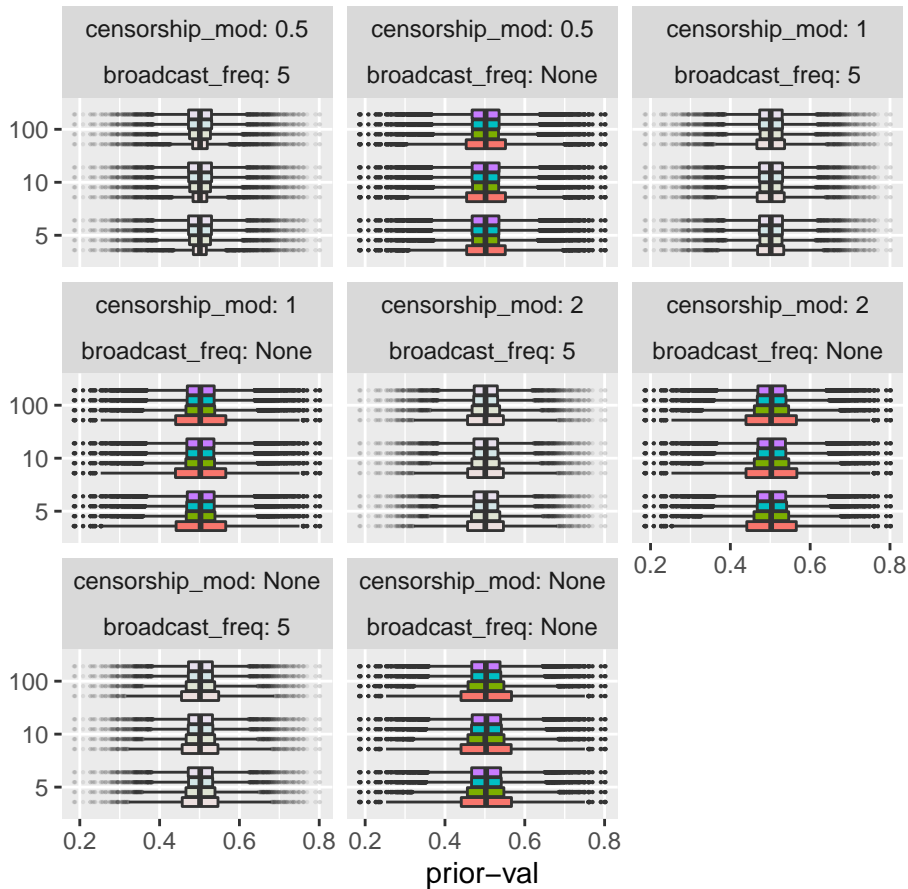 censorship_mod: 0.5
broadcast_freq: 5
censorship_mod: 0.5
broadcast_freq: None
censorship_mod: 1
broadcast_freq: 5
100
10
5
censorship_mod: 1
broadcast_freq: None
censorship_mod: 2
broadcast_freq: 5
censorship_mod: 2
broadcast_freq: None
100
10
5
0.2 0.4 0.6 0.8
censorship_mod: None
broadcast_freq: 5
censorship_mod: None
broadcast_freq: None
100
10
5
0.2 0.4 0.6 0.8
0.2 0.4 0.6 0.8
prior−val